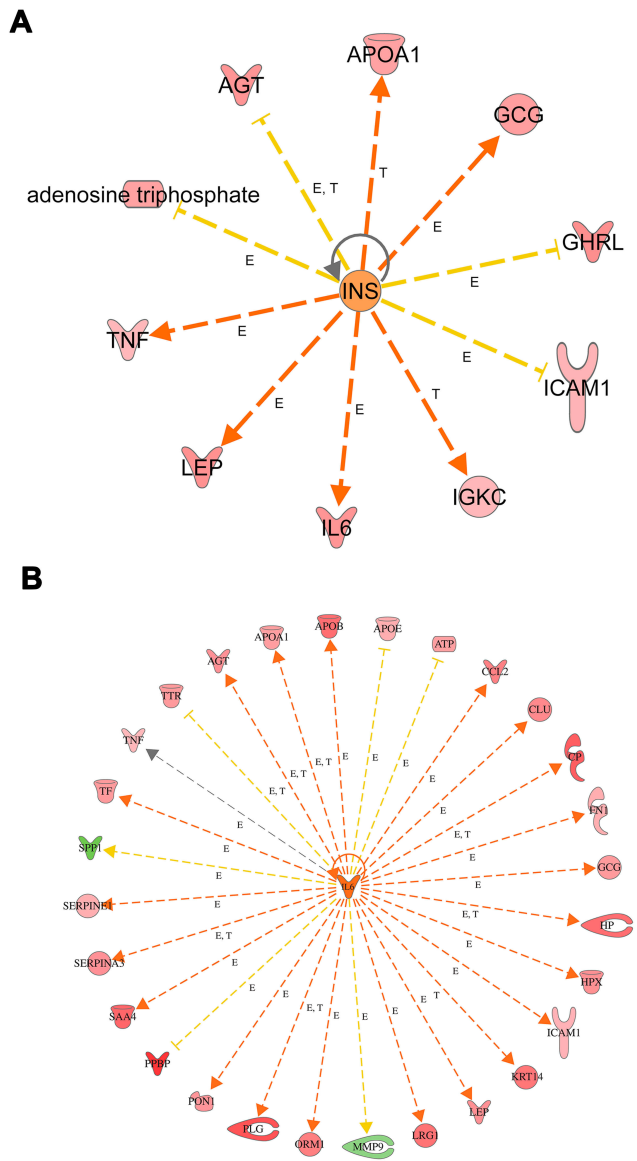 A
APOA1
AGT
GCG
E, T
T
E
adenosine triphosphate
GHRL
E
E
INS
TNF
E
E
ICAM1
E
E
T
LEP
IGKC
IL6
B
APOB
APOE
APOA1
ATP
AGT
CCL2
TTR
CLU
TNF
CP
E, T
E
E
E
E, T
E
E, T
E
TF
FN1
E
E, T
SPP1
E
E
GCG
E
IL6
SERPINE1
E
E, T
HP
E, T
E
SERPINA3
E
E
HPX
SAA4
E
E
ICAM1
E
E
E
T
E, T
E
E
E
PPBP
KRT14
PON1
LEP
PLG
ORM1
MMP9
LRG1